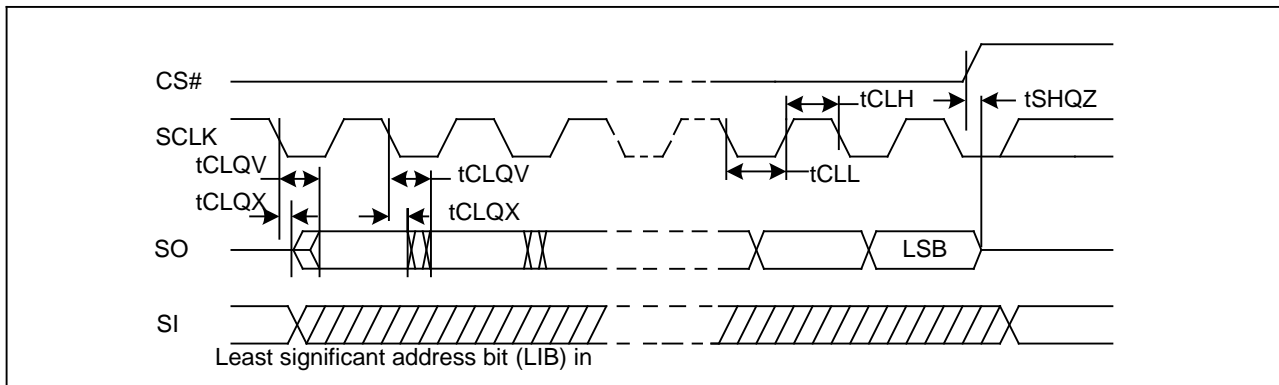 CS#
tCLH
tSHQZ
SCLK
tCLQV
tCLQV
tCLL
tCLQX
tCLQX
SO
LSB
SI
Least significant address bit (LIB) in